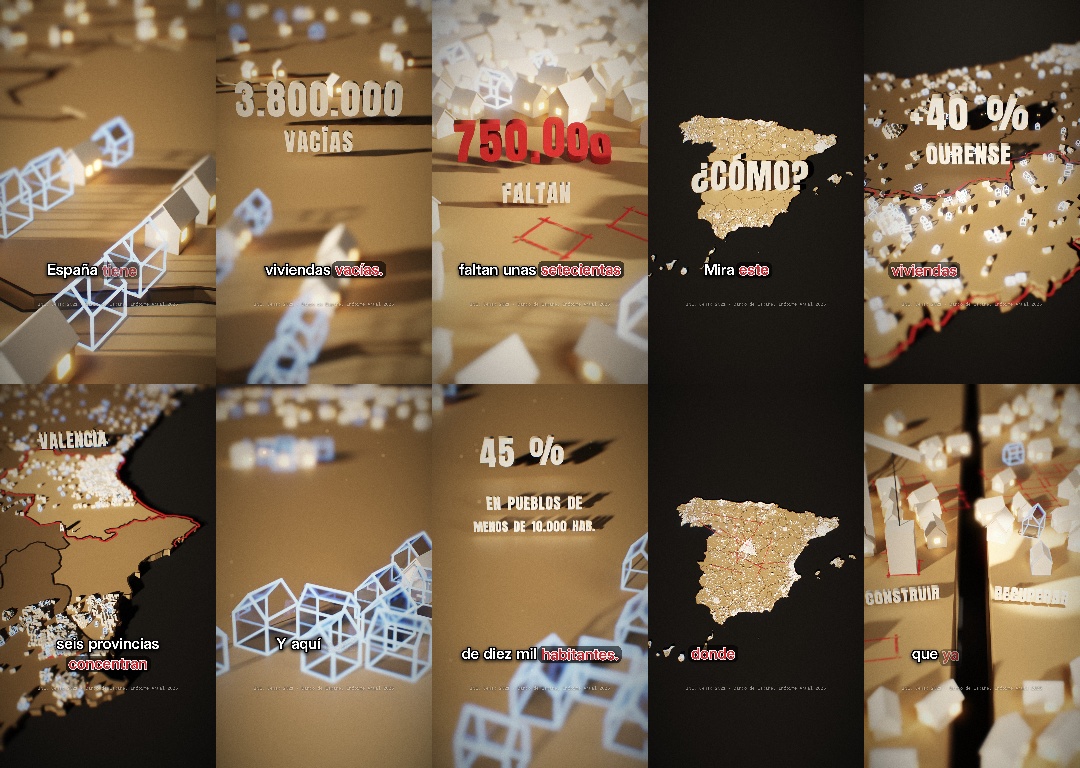 España tiene
3.800.000
VACÍAS
viviendas vacías.
750.000
FALTAN
faltan unas setecientas
¿CÓMO?
Mira este
+40 %
OURENSE
viviendas
VALENCIA
seis provincias
concentran
Y aquí
45 %
EN PUEBLOS DE
MENOS DE 10.000 HAB.
de diez mil habitantes.
donde
CONSTRUIR
RECUPERAR
que ya